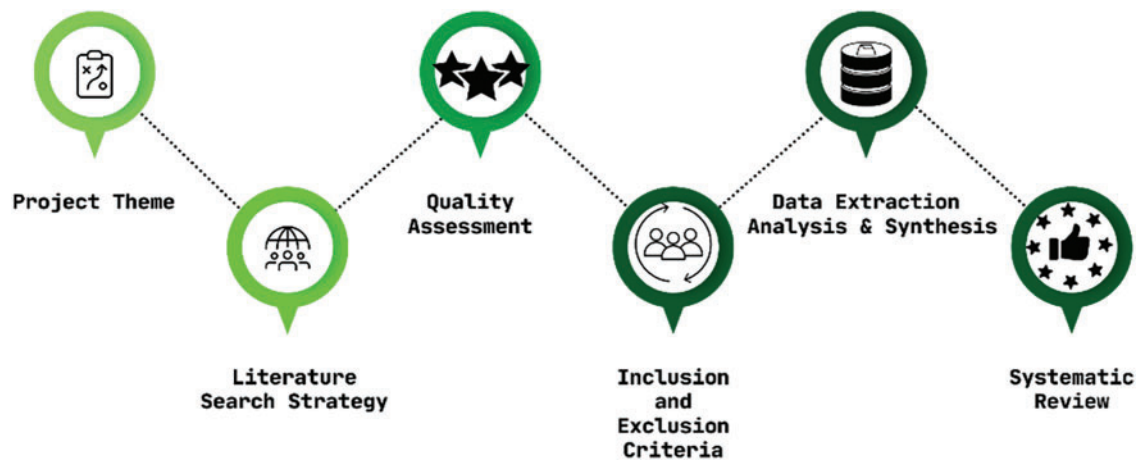 Project Theme
Literature
Search Strategy
Quality
Assessment
Inclusion
and
Exclusion
Criteria
Data Extraction
Analysis & Synthesis
Systematic
Review